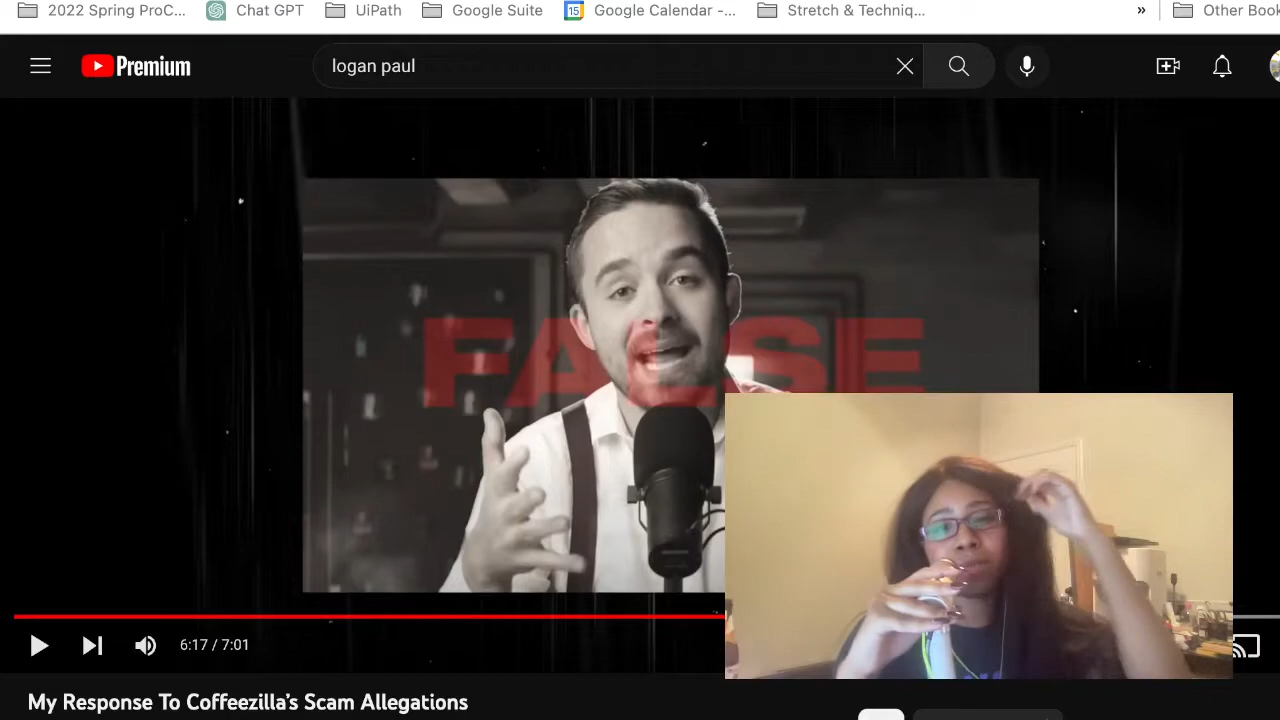 2022 Spring ProC... Chat GPT UiPath Google Suite 15 Google Calendar -... Stretch & Techniq... » Other Book
Premium logan paul
FALSE
6:17 / 7:01
My Response To Coffeezilla's Scam Allegations